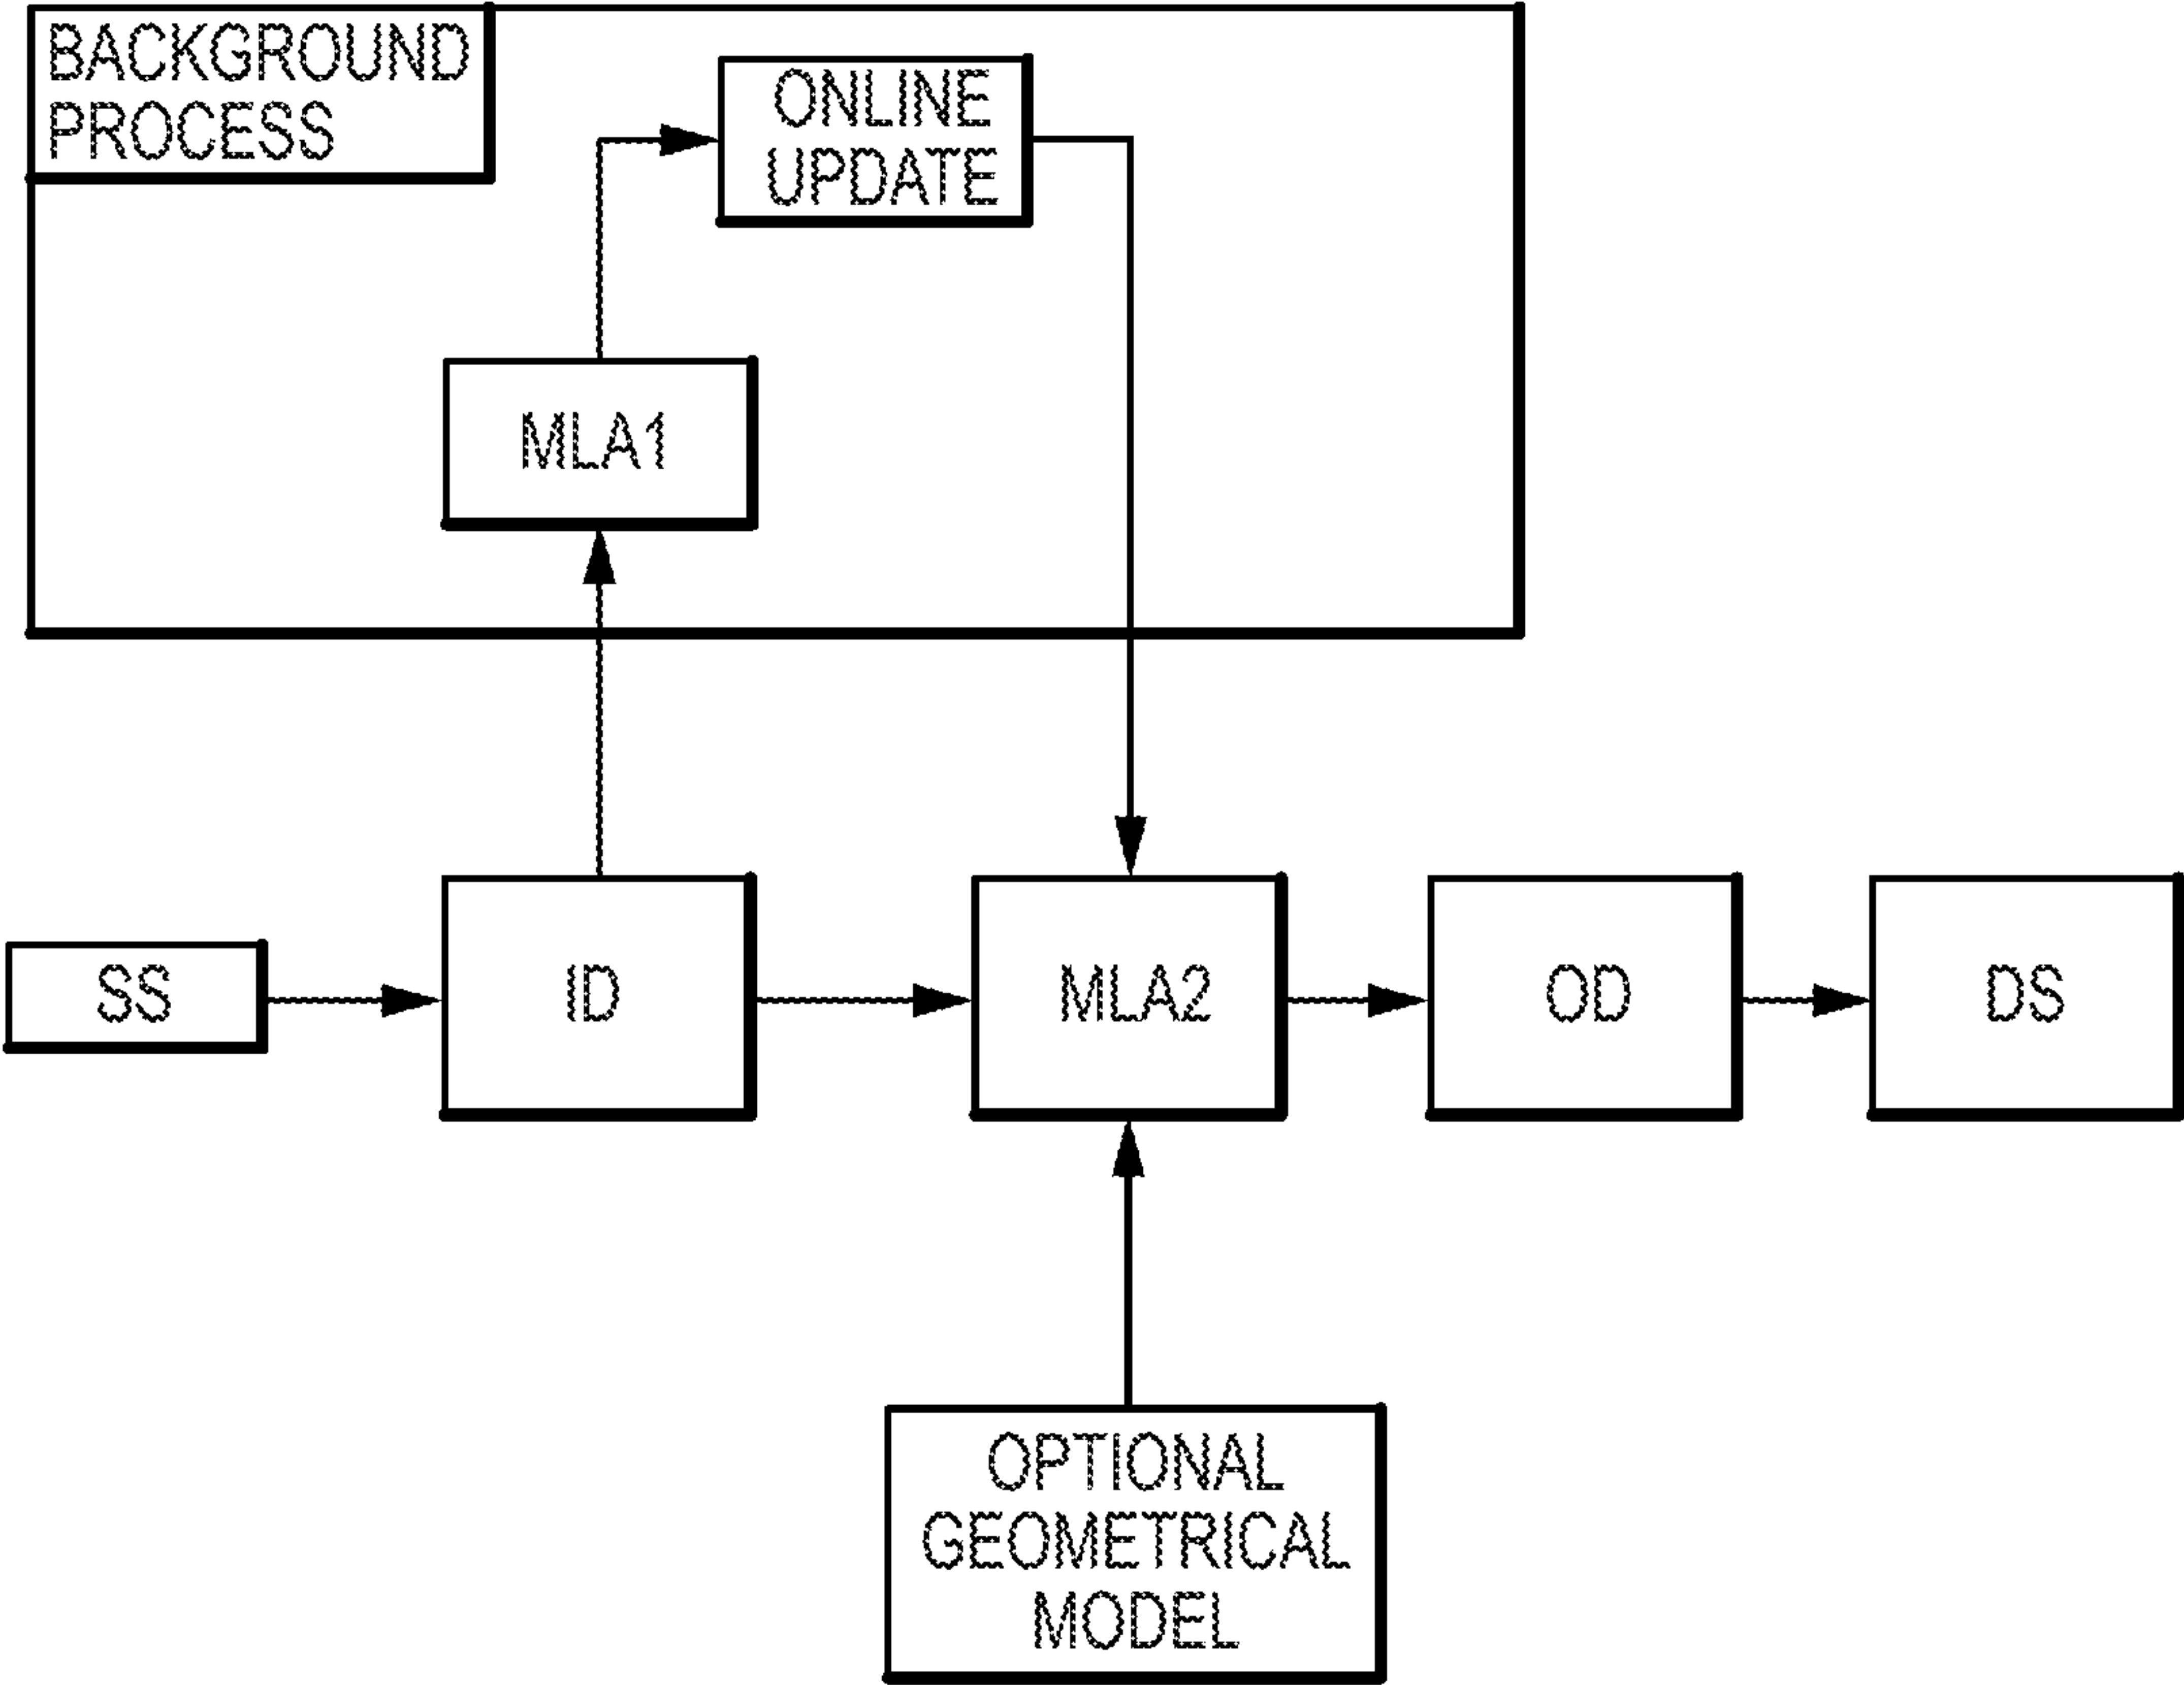 BACKGROUND
PROCESS
ONLINE
UPDATE
MLA1
SS
ID
MLA2
OD
DS
OPTIONAL
GEOMETRICAL
MODEL